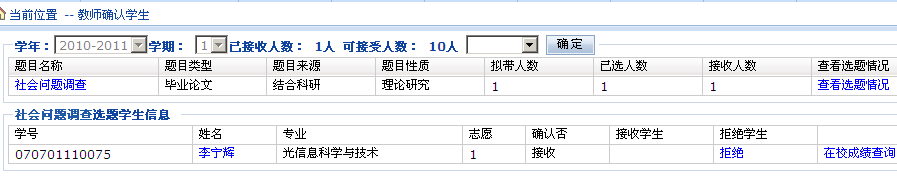 当前位置 -- 教师确认学生
学年： 2010-2011 学期： 1 已接收人数： 1人 可接受人数： 10人 确定
题目名称 题目类型 题目来源 题目性质 拟带人数 已选人数 接收人数 查看选题情况
社会问题调查 毕业论文 结合科研 理论研究 1 1 1 查看选题情况
社会问题调查选题学生信息
学号 姓名 专业 志愿 确认否 接收学生 拒绝学生
070701110075 李宁辉 光信息科学与技术 1 接收 拒绝 在校成绩查询